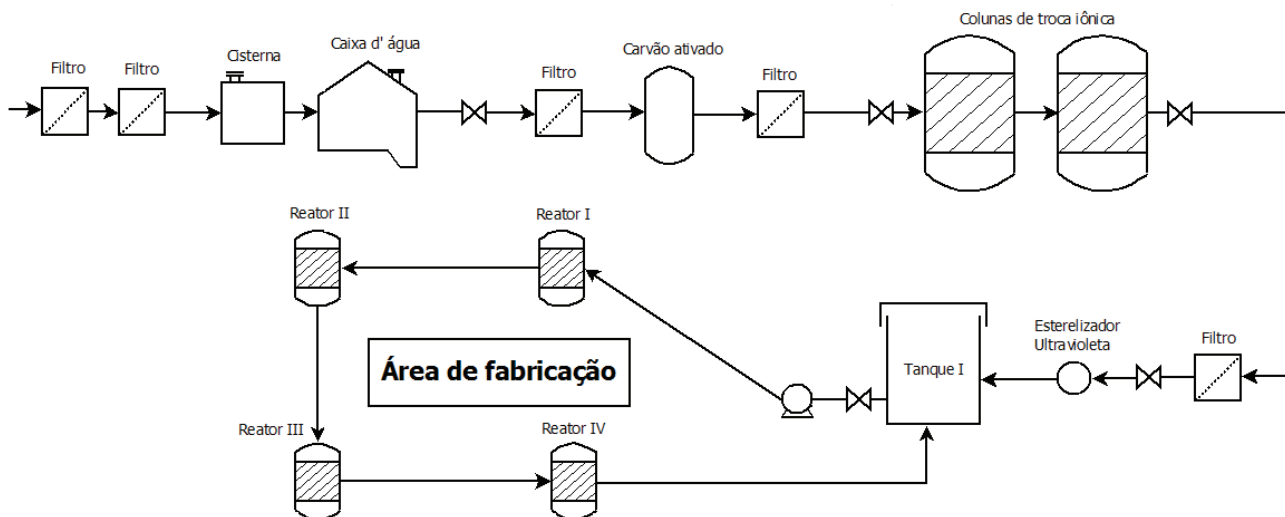 Colunas de troca iônica
Filtro
Filtro
Cisterna
Caixa d' água
Filtro
Carvão ativado
Filtro
Reator II
Reator I
Esterelizador
Ultravioleta
Filtro
Tanque I
Área de fabricação
Reator III
Reator IV